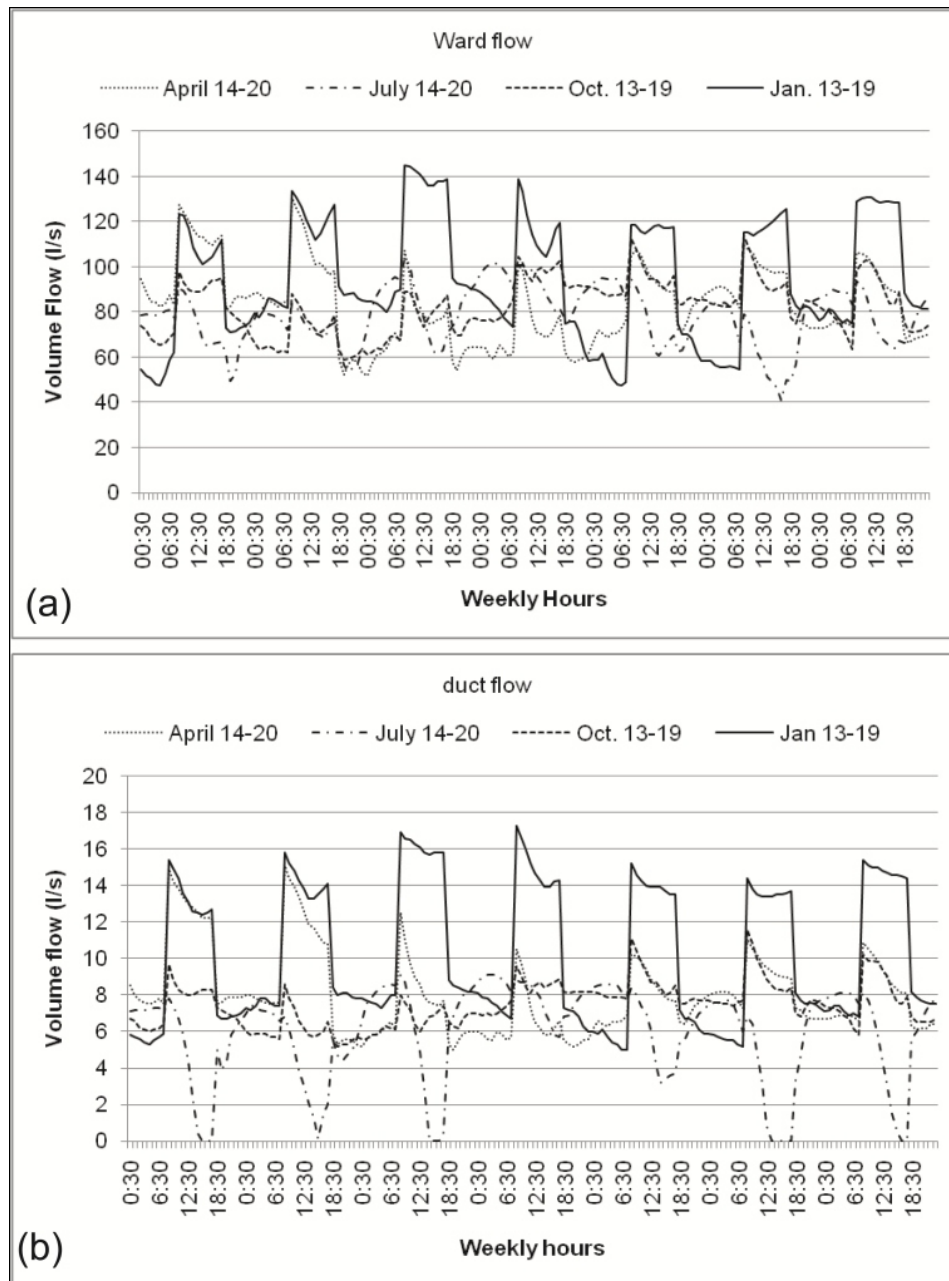 Ward flow
April 14-20 July 14-20 Oct. 13-19 Jan. 13-19
160
140
120
100
80
60
40
20
0
Volume Flow (l/s)
00:30 06:30 12:30 18:30 00:30 06:30 12:30 18:30 00:30 06:30 12:30 18:30 00:30 06:30 12:30 18:30 00:30 06:30 12:30 18:30 00:30 06:30 12:30 18:30 00:30 06:30 12:30 18:30
Weekly Hours
(a)
duct flow
April 14-20 July 14-20 Oct. 13-19 Jan 13-19
20
18
16
14
12
10
8
6
4
2
0
Volume flow (l/s)
0:30 6:30 12:30 18:30 0:30 6:30 12:30 18:30 0:30 6:30 12:30 18:30 0:30 6:30 12:30 18:30 0:30 6:30 12:30 18:30 0:30 6:30 12:30 18:30 0:30 6:30 12:30 18:30
Weekly hours
(b)